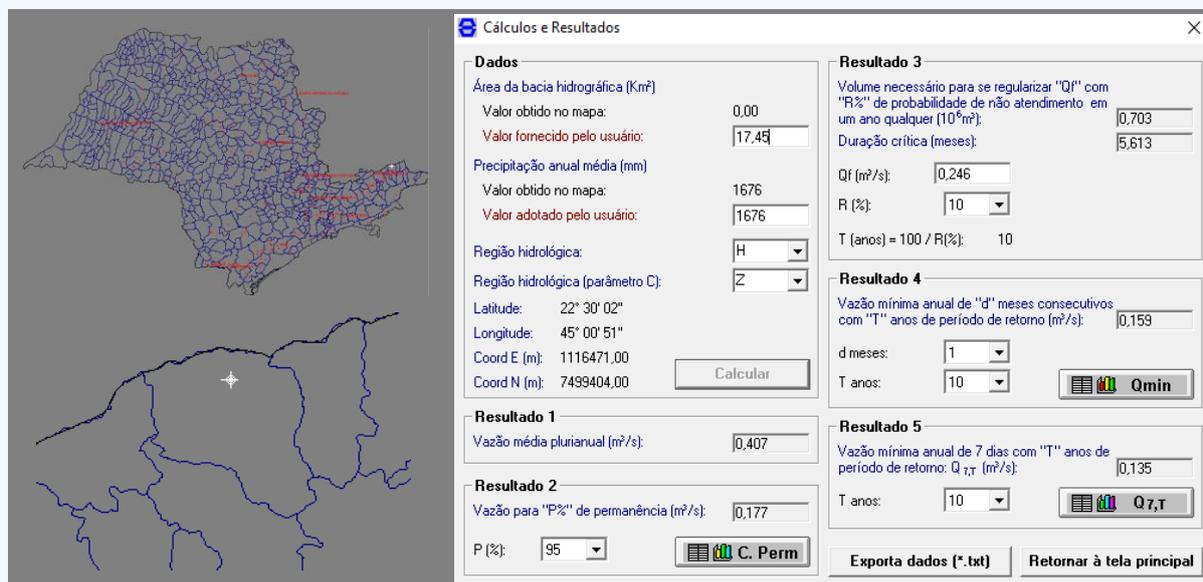 Cálculos e Resultados
Dados
Área da bacia hidrográfica (Km²)
Valor obtido no mapa: 0,00
Valor fornecido pelo usuário: 17,45
Precipitação anual média (mm)
Valor obtido no mapa: 1676
Valor adotado pelo usuário: 1676
Região hidrológica: H
Região hidrológica (parâmetro C): Z
Latitude: 22° 30' 02"
Longitude: 45° 00' 51"
Coord E (m): 1116471,00
Coord N (m): 7499404,00
Calcular
Resultado 1
Vazão média plurianual (m³/s): 0,407
Resultado 2
Vazão para "P%" de permanência (m³/s): 0,177
P (%): 95
C. Perm
Resultado 3
Volume necessário para se regularizar "Qf" com
"R%" de probabilidade de não atendimento em
um ano qualquer (10⁶m³): 0,703
Duração crítica (meses): 5,613
Qf (m³/s): 0,246
R (%): 10
T (anos) = 100 / R(%): 10
Resultado 4
Vazão mínima anual de "d" meses consecutivos
com "T" anos de período de retorno (m³/s): 0,159
d meses: 1
T anos: 10
Qmin
Resultado 5
Vazão mínima anual de 7 dias com "T" anos de
período de retorno: Q 7,T (m³/s): 0,135
T anos: 10
Q 7,T
Exporta dados (*.txt)
Retornar à tela principal